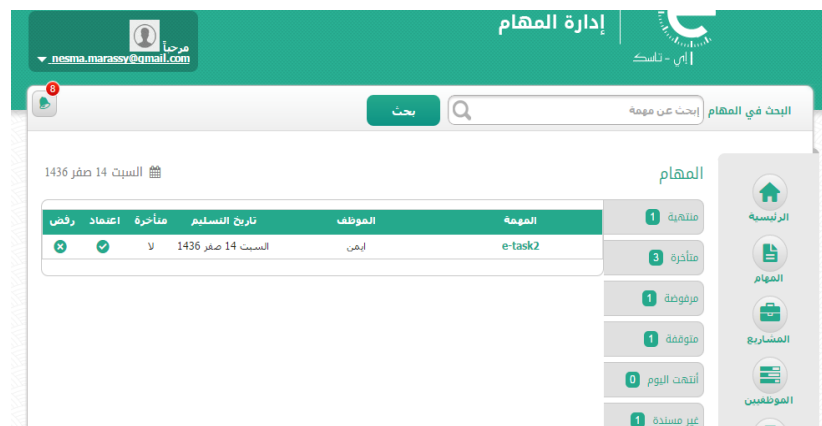 إدارة المهام
إي - تاسك
مرحباً
nesma.marassy@gmail.com
8
البحث في المهام
إبحث عن مهمة
بحث
المهام
السبت 14 صفر 1436
الرئيسية
المهام
المشاريع
الموظفيين
منتهية 1
متأخرة 3
مرفوضة 1
متوقفة 1
أنتهت اليوم 0
غير مسندة 1
المهمة الموظف تاريخ التسليم متأخرة اعتماد رفض
e-task2 ايمن السبت 14 صفر 1436 لا